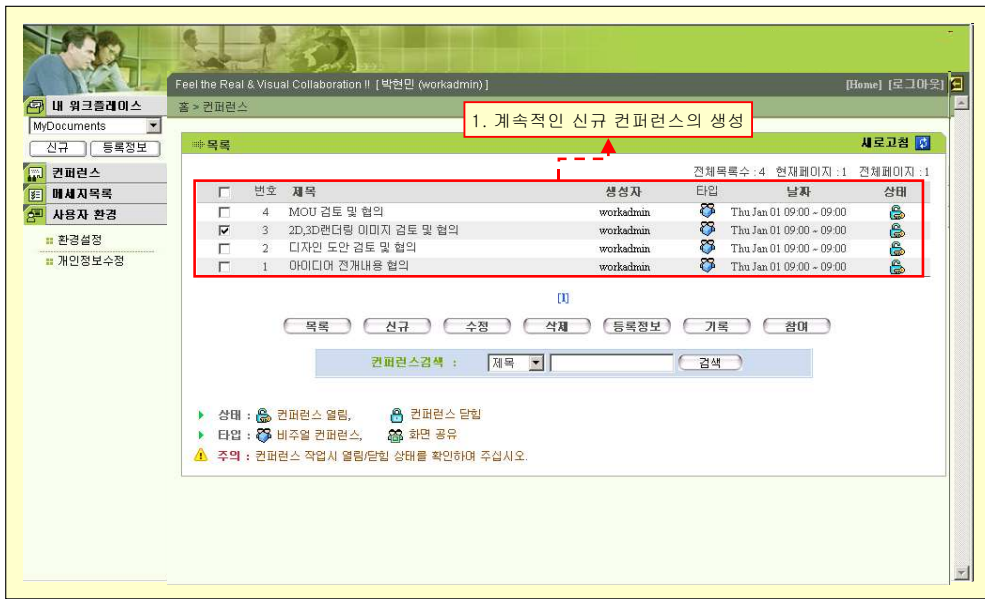 Feel the Real & Visual Collaboration !! [ 박현민 (workadmin) ]
[Home] [로그아웃]
내 워크플레이스
홈 > 컨퍼런스
MyDocuments
신규 등록정보
컨퍼런스
메세지목록
사용자 환경
환경설정
개인정보수정
1. 계속적인 신규 컨퍼런스의 생성
목록 새로고침
전체목록수 : 4 현재페이지 : 1 전체페이지 : 1
번호 제목 생성자 타입 날짜 상태
4 MOU 검토 및 협의 workadmin Thu Jan 01 09:00 ~ 09:00
3 2D,3D랜더링 이미지 검토 및 협의 workadmin Thu Jan 01 09:00 ~ 09:00
2 디자인 도안 검토 및 협의 workadmin Thu Jan 01 09:00 ~ 09:00
1 아이디어 전개내용 협의 workadmin Thu Jan 01 09:00 ~ 09:00
[1]
목록 신규 수정 삭제 등록정보 기록 참여
컨퍼런스검색 : 제목 검색
상태 : 컨퍼런스 열림, 컨퍼런스 닫힘
타입 : 비주얼 컨퍼런스, 화면 공유
주의 : 컨퍼런스 작업시 열림/닫힘 상태를 확인하며 주십시오.